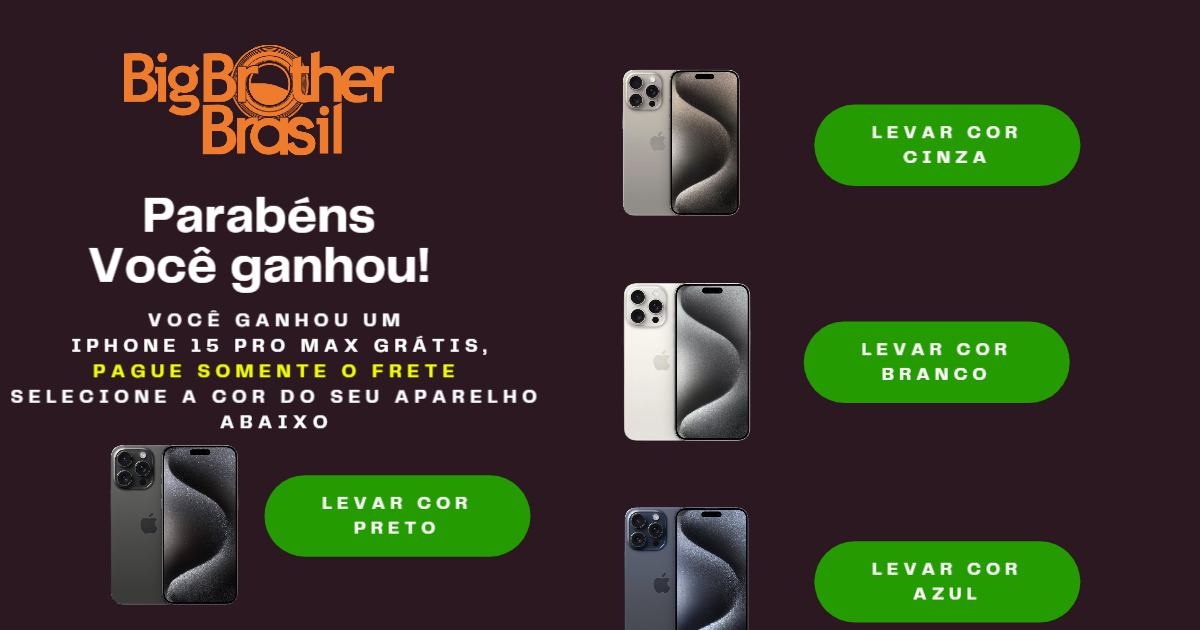 BigBrother
Brasil
Parabéns
Você ganhou!
VOCÊ GANHOU UM
IPHONE 15 PRO MAX GRÁTIS,
PAGUE SOMENTE O FRETE
SELECIONE A COR DO SEU APARELHO
ABAIXO
LEVAR COR
PRETO
LEVAR COR
CINZA
LEVAR COR
BRANCO
LEVAR COR
AZUL